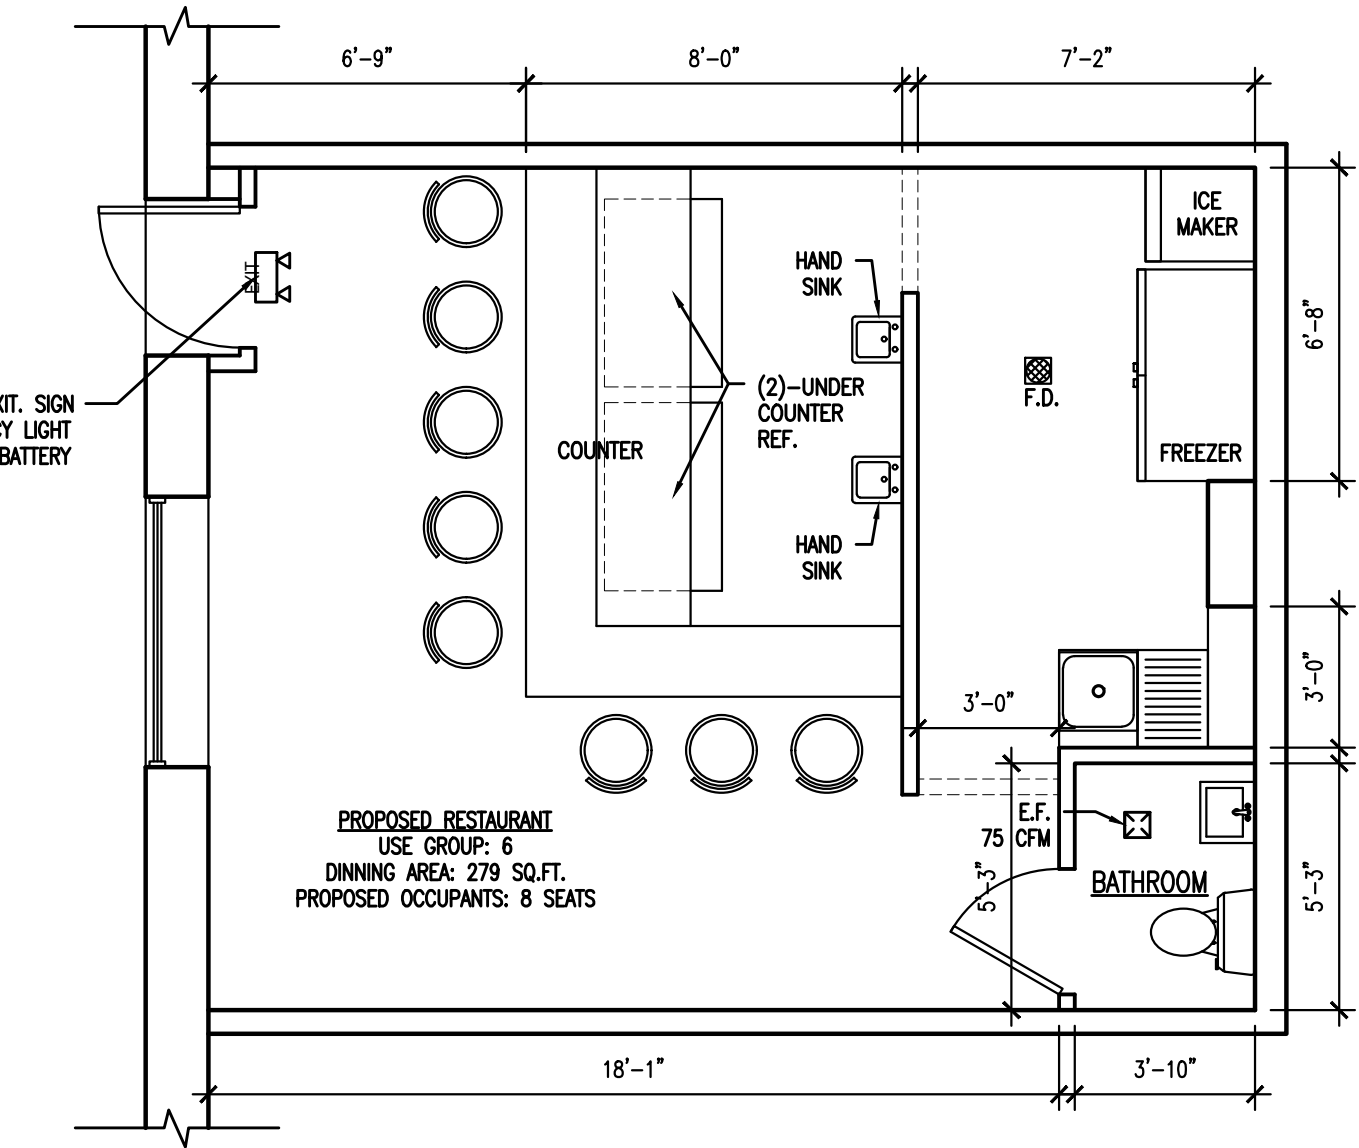 6'-9"
8'-0"
7'-2"
ICE
MAKER
HAND
SINK
EXIT
6'-8"
(2)-UNDER
COUNTER
REF.
F.D.
XIT. SIGN
CY LIGHT
BATTERY
COUNTER
FREEZER
HAND
SINK
3'-0"
3'-0"
PROPOSED RESTAURANT
USE GROUP: 6
DINNING AREA: 279 SQ.FT.
PROPOSED OCCUPANTS: 8 SEATS
E.F.
75 CFM
5'-3"
BATHROOM
5'-3"
18'-1"
3'-10"